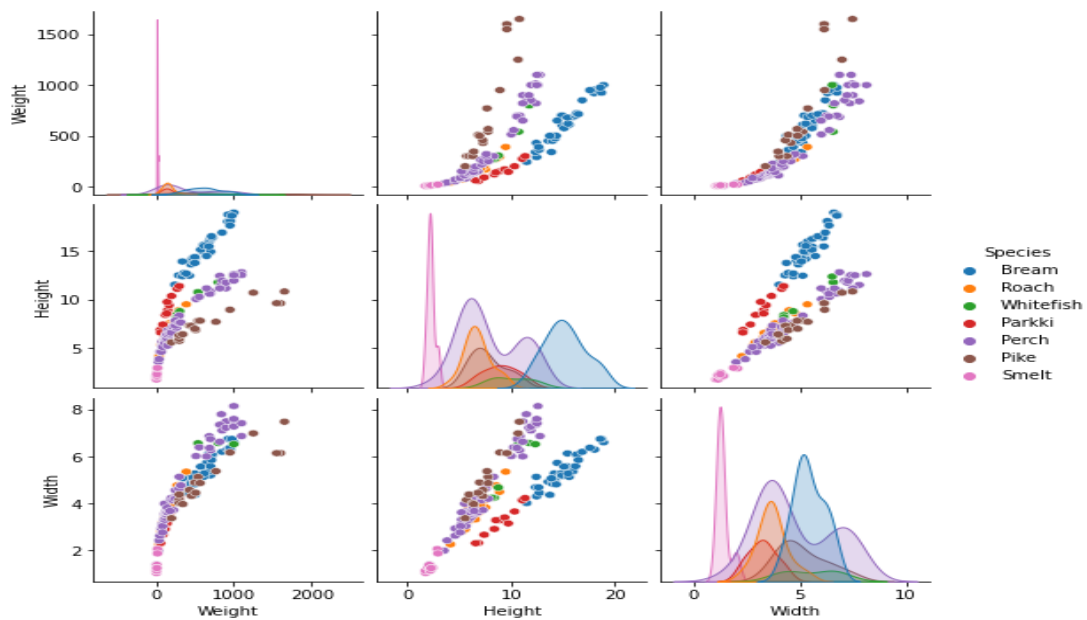 1500
1000
500
0
Weight
15
10
5
Height
Species
Bream
Roach
Whitefish
Parkki
Perch
Pike
Smelt
8
6
4
2
Width
0 1000 2000
0 10 20
0 5 10
Weight Height Width